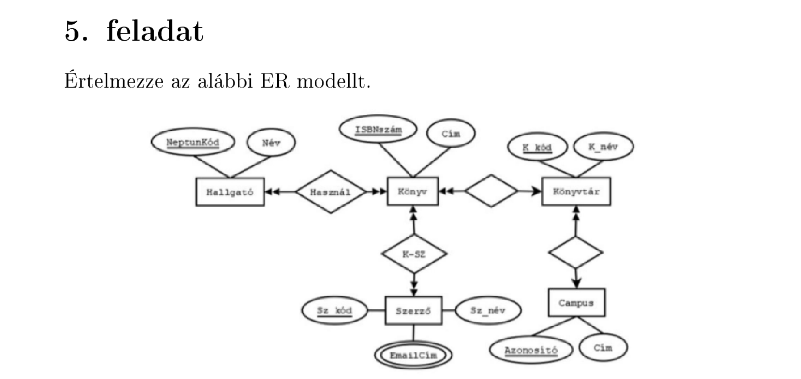 5. feladat
Értelmezze az alábbi ER modellt.
ISBNszám
Cím
NeptunKód
Név
K_kód
K_név
Hallgató
Használ
Könyv
Könyvtár
K-SZ
Sz_kód
Szerző
Sz_név
Campus
EmailCím
Azonosító
Cím